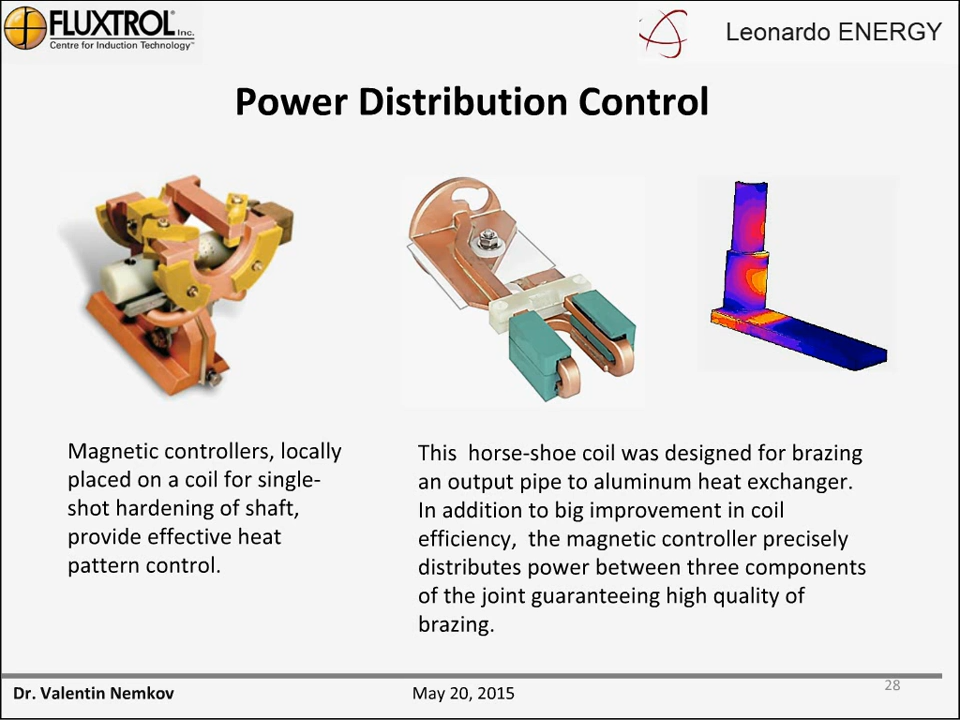 FLUXTROL® Inc.
Centre for Induction Technology™
Leonardo ENERGY
Power Distribution Control
Magnetic controllers, locally
placed on a coil for single-
shot hardening of shaft,
provide effective heat
pattern control.
This  horse-shoe coil was designed for brazing
an output pipe to aluminum heat exchanger.
In addition to big improvement in coil
efficiency,  the magnetic controller precisely
distributes power between three components
of the joint guaranteeing high quality of
brazing.
Dr. Valentin Nemkov
May 20, 2015
28